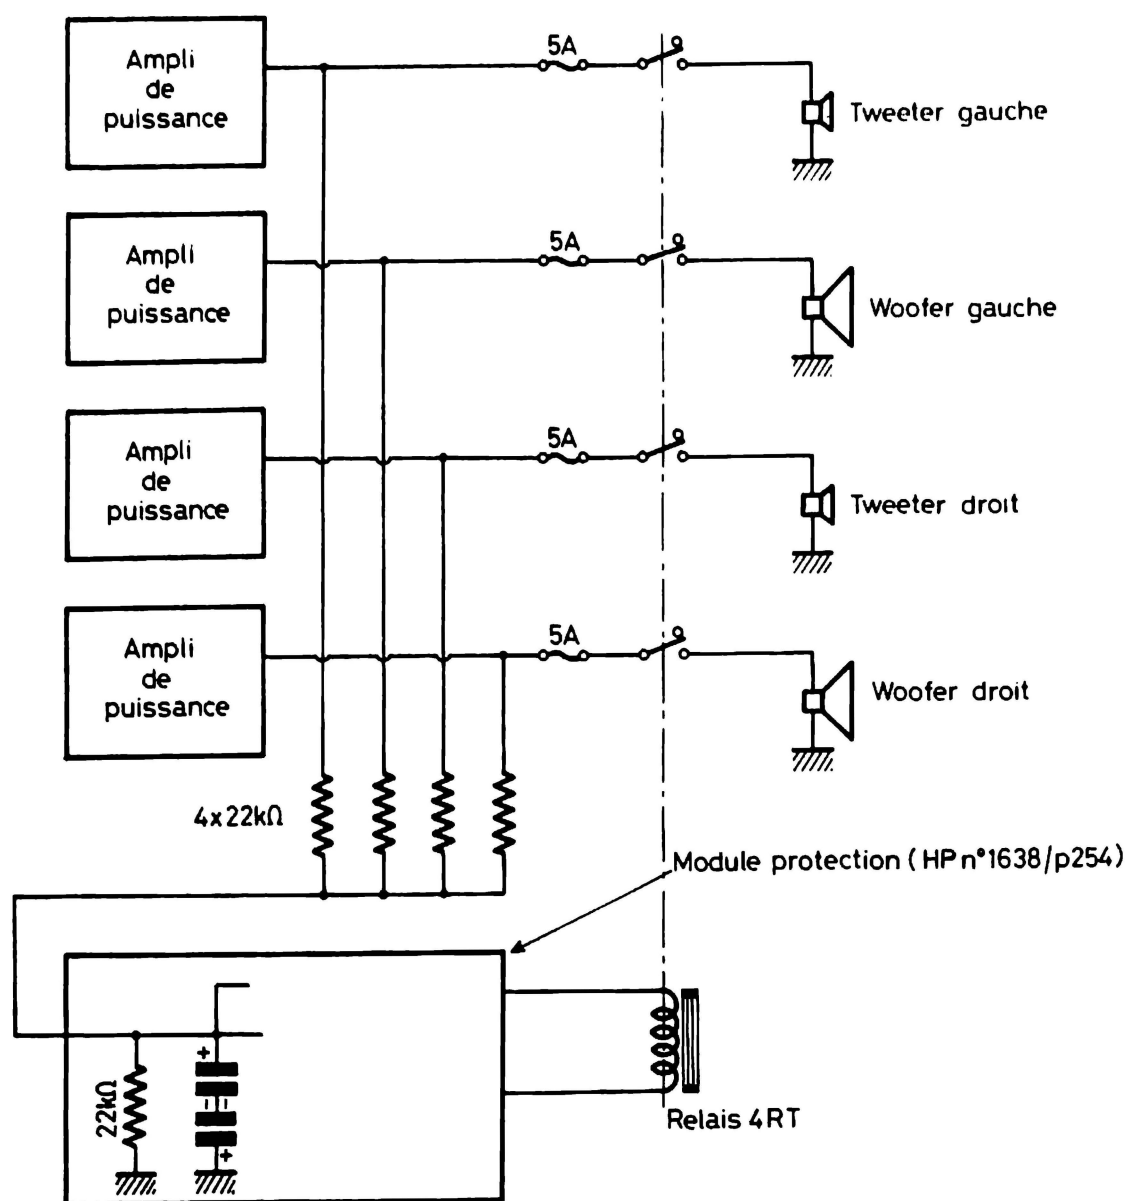 Ampli
de
puissance
5A
Tweeter gauche
Ampli
de
puissance
5A
Woofer gauche
Ampli
de
puissance
5A
Tweeter droit
Ampli
de
puissance
5A
Woofer droit
4x22kΩ
Module protection (HP n°1638/p254)
22kΩ
+
- -
+
Relais 4RT